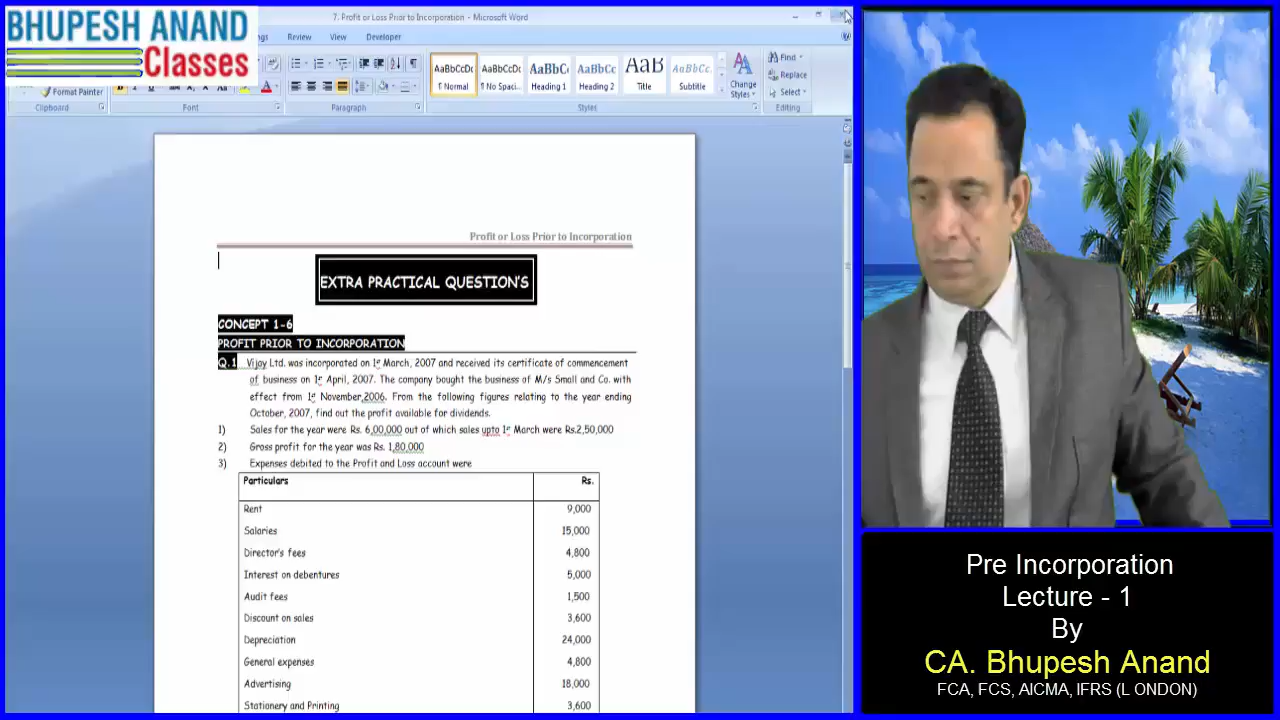 BHUPESH ANAND
Classes
7. Profit or Loss Prior to Incorporation - Microsoft Word
Review View Developer
Format Painter
AaBbCcDc AaBbCcDc AaBbC AaBbCc AaB AaBbCc.
¶ Normal ¶ No Spaci... Heading 1 Heading 2 Title Subtitle
Change
Styles
Find
Replace
Select
Clipboard Font Paragraph Styles Editing
Profit or Loss Prior to Incorporation
EXTRA PRACTICAL QUESTION'S
CONCEPT 1-6
PROFIT PRIOR TO INCORPORATION
Q.1 Vijay Ltd. was incorporated on 1st March, 2007 and received its certificate of commencement
of business on 1st April, 2007. The company bought the business of M/s Small and Co. with
effect from 1st November,2006. From the following figures relating to the year ending
October, 2007, find out the profit available for dividends.
1) Sales for the year were Rs. 6,00,000 out of which sales upto 1st March were Rs.2,50,000
2) Gross profit for the year was Rs. 1,80,000
3) Expenses debited to the Profit and Loss account were
Particulars Rs.
Rent 9,000
Salaries 15,000
Director's fees 4,800
Interest on debentures 5,000
Audit fees 1,500
Discount on sales 3,600
Depreciation 24,000
General expenses 4,800
Advertising 18,000
Stationery and Printing 3,600
Pre Incorporation
Lecture - 1
By
CA. Bhupesh Anand
FCA, FCS, AICMA, IFRS (L ONDON)